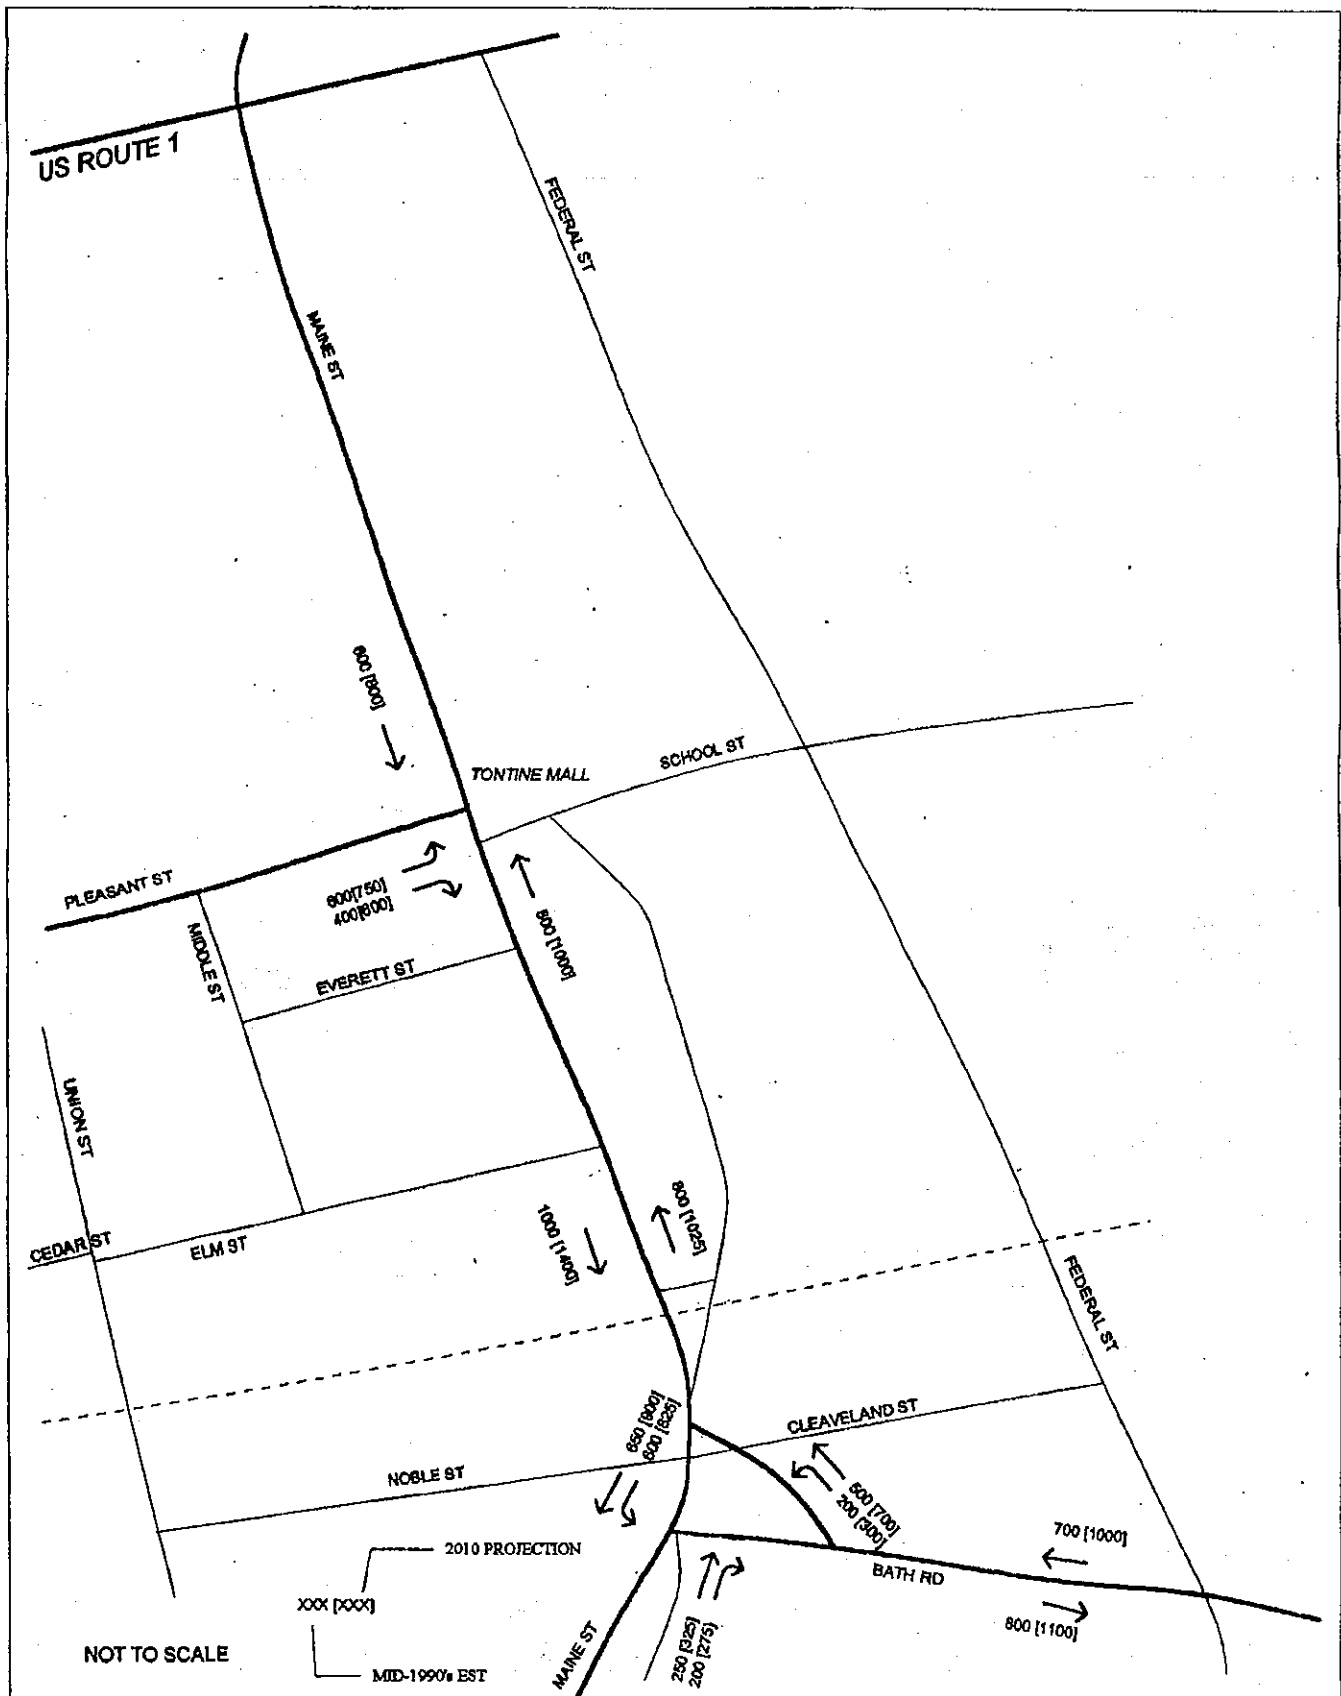 US ROUTE 1
FEDERAL ST
MAINE ST
600 [800]
TONTINE MALL
SCHOOL ST
PLEASANT ST
600[750]
400[600]
800 [1000]
MIDDLE ST
EVERETT ST
UNION ST
CEDAR ST
ELM ST
1000 [1400]
800 [1025]
FEDERAL ST
650 [900]
600 [825]
CLEAVELAND ST
NOBLE ST
500 [700]
200 [300]
700 [1000]
2010 PROJECTION
BATH RD
XXX [XXX]
800 [1100]
NOT TO SCALE
MAINE ST
250 [325]
200 [275]
MID-1990's EST